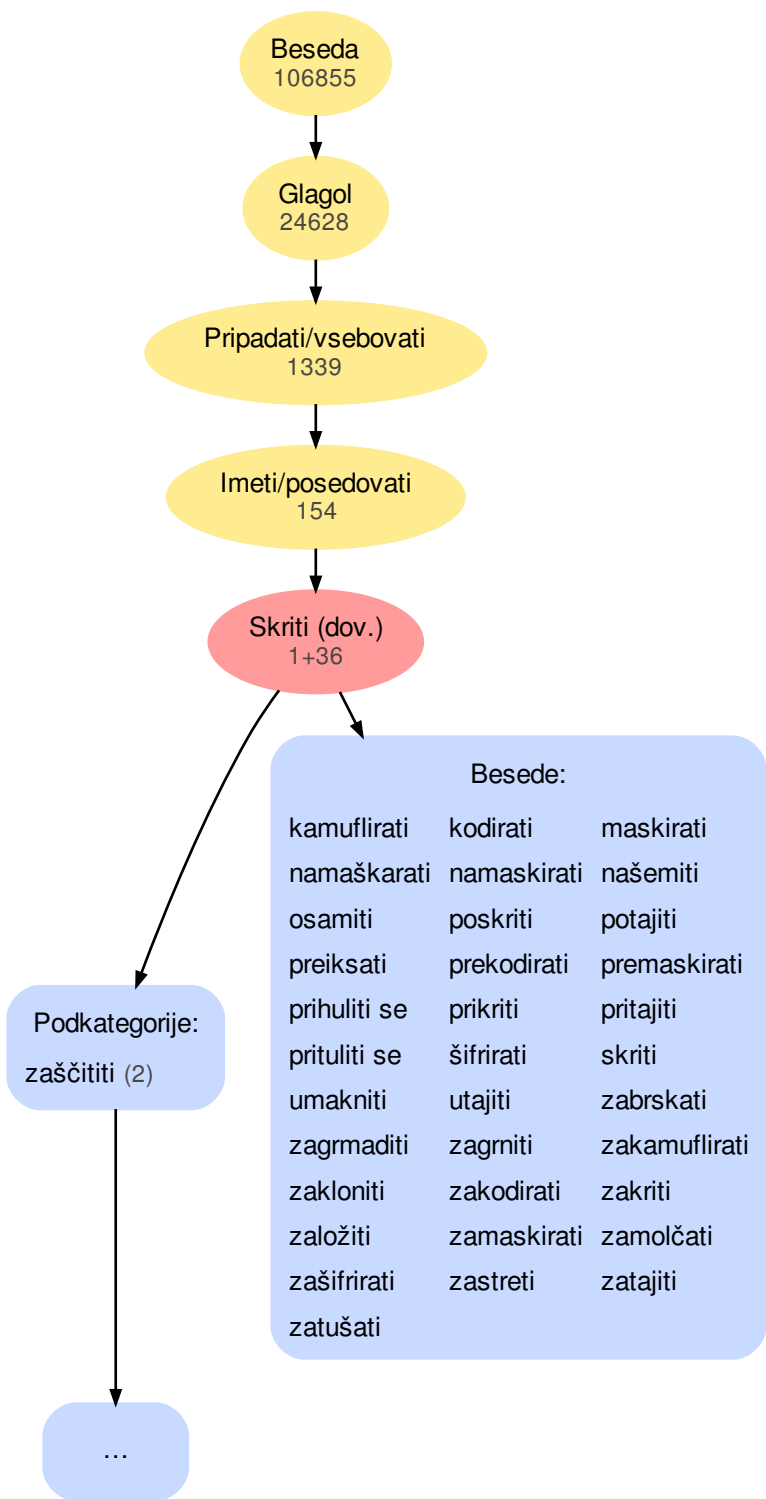 Beseda
106855
Glagol
24628
Pripadati/vsebovati
1339
Imeti/posedovati
154
Skriti (dov.)
1+36
Besede:
kamuflirati kodirati maskirati
namaškarati namaskirati našemiti
osamiti poskriti potajiti
preiksati prekodirati premaskirati
prihuliti se prikriti pritajiti
prituliti se šifrirati skriti
umakniti utajiti zabrskati
zagrmaditi zagrniti zakamuflirati
zakloniti zakodirati zakriti
založiti zamaskirati zamolčati
zašifrirati zastreti zatajiti
zatušati
Podkategorije:
zaščititi (2)
...